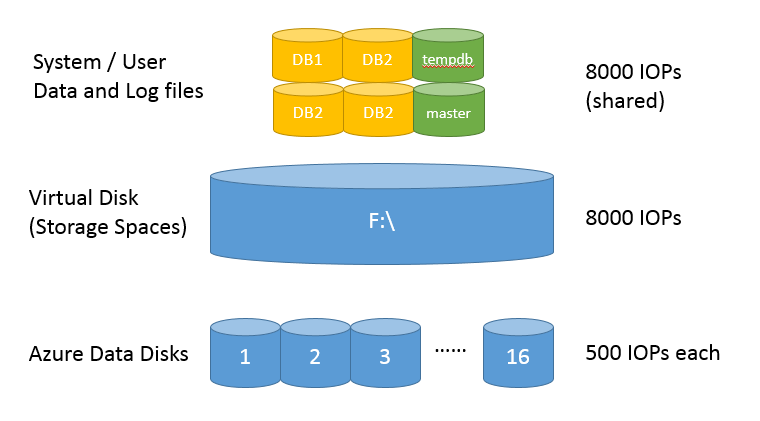 System / User
Data and Log files
DB1 DB2 tempdb
DB2 DB2 master
8000 IOPs
(shared)
Virtual Disk
(Storage Spaces)
F:\
8000 IOPs
Azure Data Disks
1 2 3 ...... 16
500 IOPs each